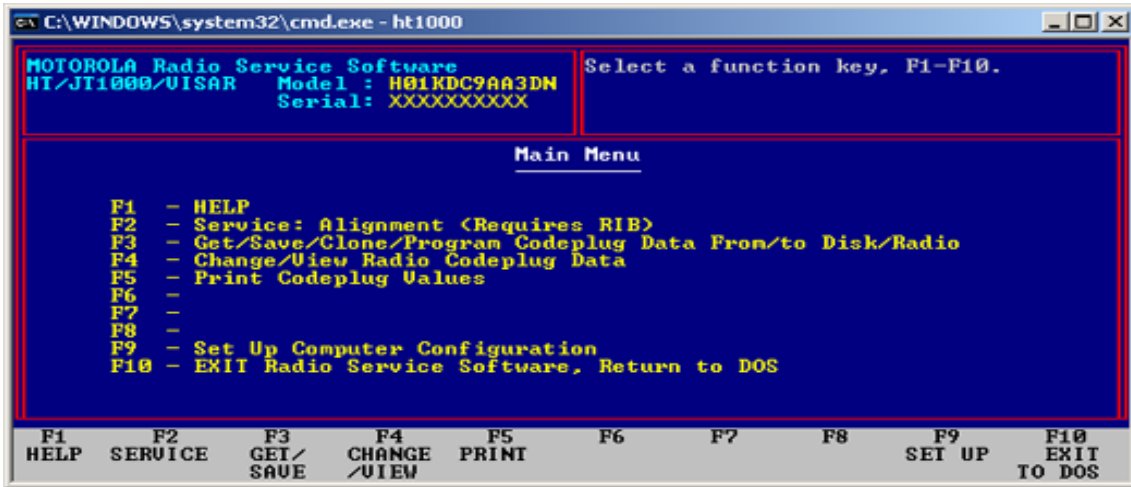 C:\WINDOWS\system32\cmd.exe - ht1000
MOTOROLA Radio Service Software
HT/JT1000/VISAR Model : H01KDC9AA3DN
Serial: XXXXXXXXXX
Select a function key, F1-F10.
Main Menu
F1 - HELP
F2 - Service: Alignment (Requires RIB)
F3 - Get/Save/Clone/Program Codeplug Data From/to Disk/Radio
F4 - Change/View Radio Codeplug Data
F5 - Print Codeplug Values
F6 -
F7 -
F8 -
F9 - Set Up Computer Configuration
F10 - EXIT Radio Service Software, Return to DOS
F1 F2 F3 F4 F5 F6 F7 F8 F9 F10
HELP SERVICE GET/ CHANGE PRINT SET UP EXIT
SAVE /VIEW TO DOS